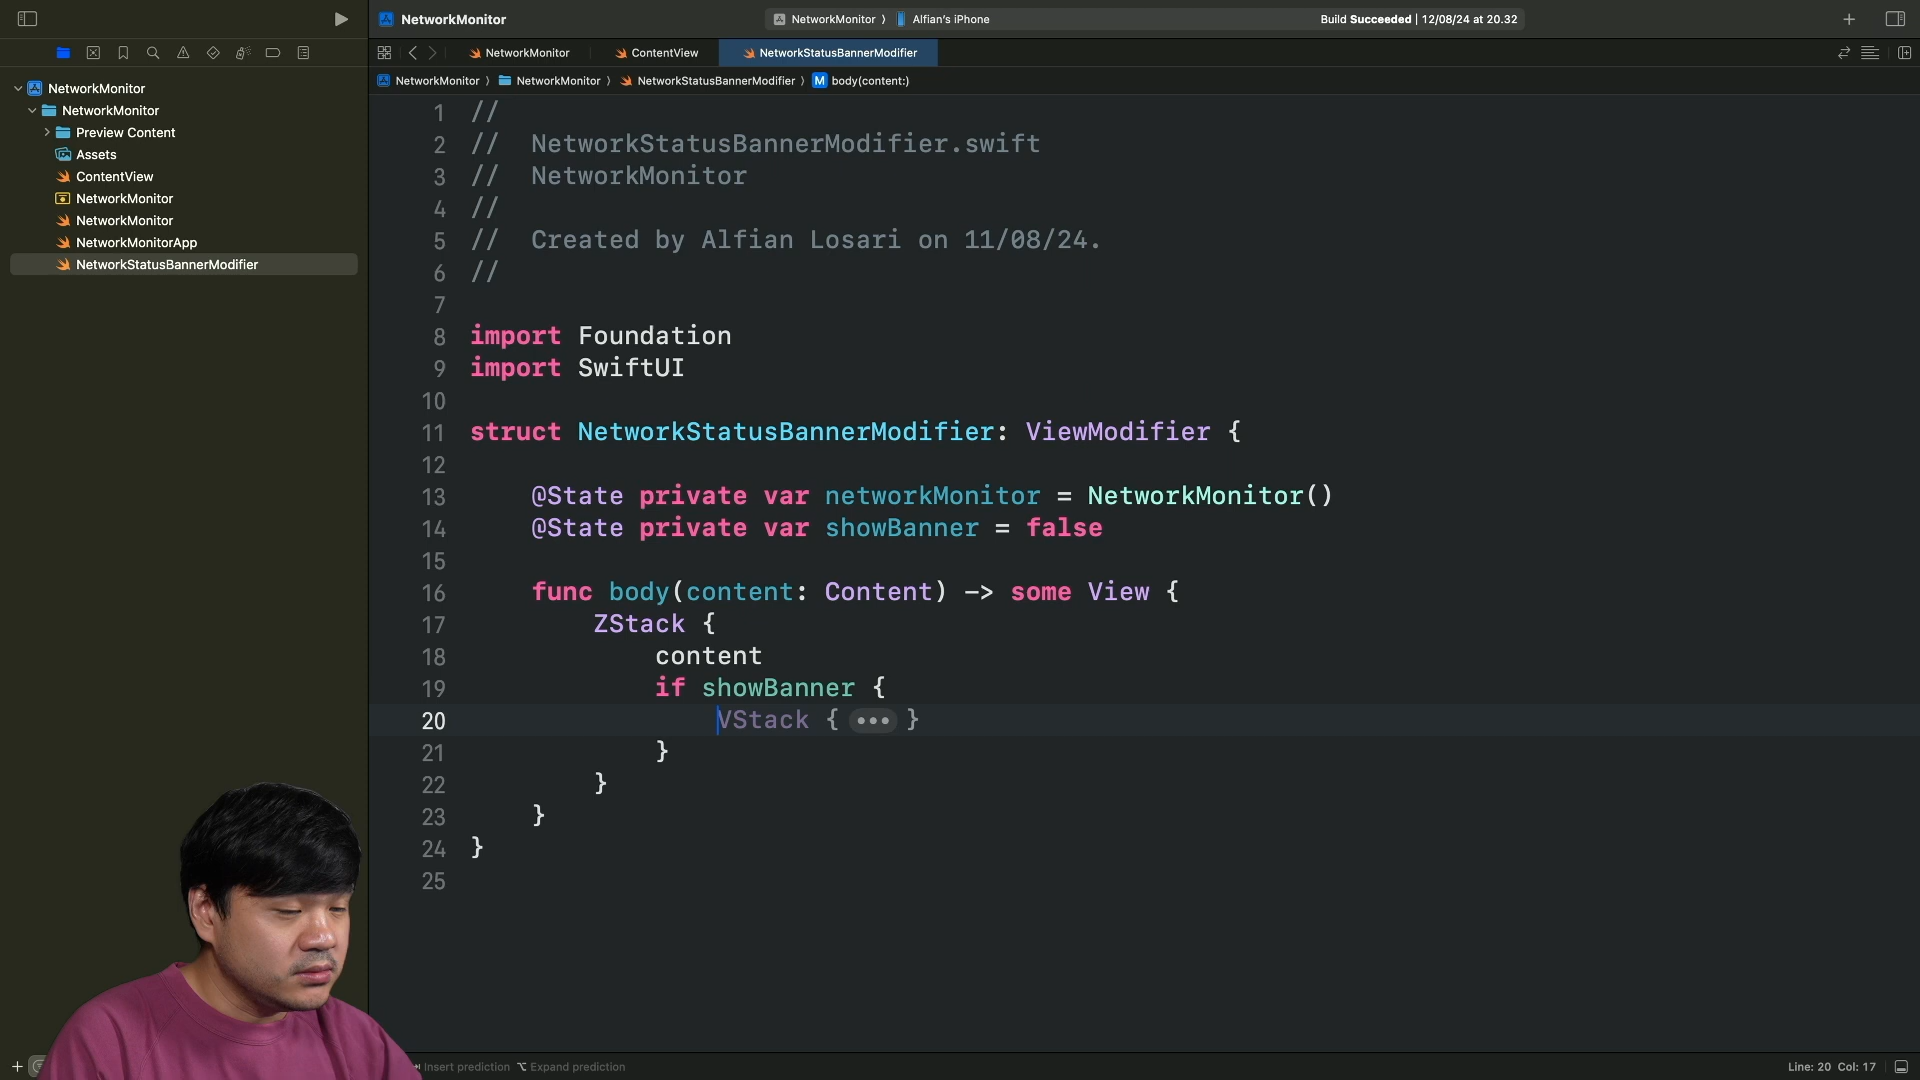 NetworkMonitor
NetworkMonitor ⟩ Alfian's iPhone
Build Succeeded | 12/08/24 at 20.32
NetworkMonitor
ContentView
NetworkStatusBannerModifier
NetworkMonitor ⟩ NetworkMonitor ⟩ NetworkStatusBannerModifier ⟩ M body(content:)
NetworkMonitor
NetworkMonitor
Preview Content
Assets
ContentView
NetworkMonitor
NetworkMonitor
NetworkMonitorApp
NetworkStatusBannerModifier
1 //
2 // NetworkStatusBannerModifier.swift
3 // NetworkMonitor
4 //
5 // Created by Alfian Losari on 11/08/24.
6 //
7
8 import Foundation
9 import SwiftUI
10
11 struct NetworkStatusBannerModifier: ViewModifier {
12
13 @State private var networkMonitor = NetworkMonitor()
14 @State private var showBanner = false
15
16 func body(content: Content) -> some View {
17 ZStack {
18 content
19 if showBanner {
20 VStack { ••• }
21 }
22 }
23 }
24 }
25
Insert prediction ⌥ Expand prediction
Line: 20 Col: 17